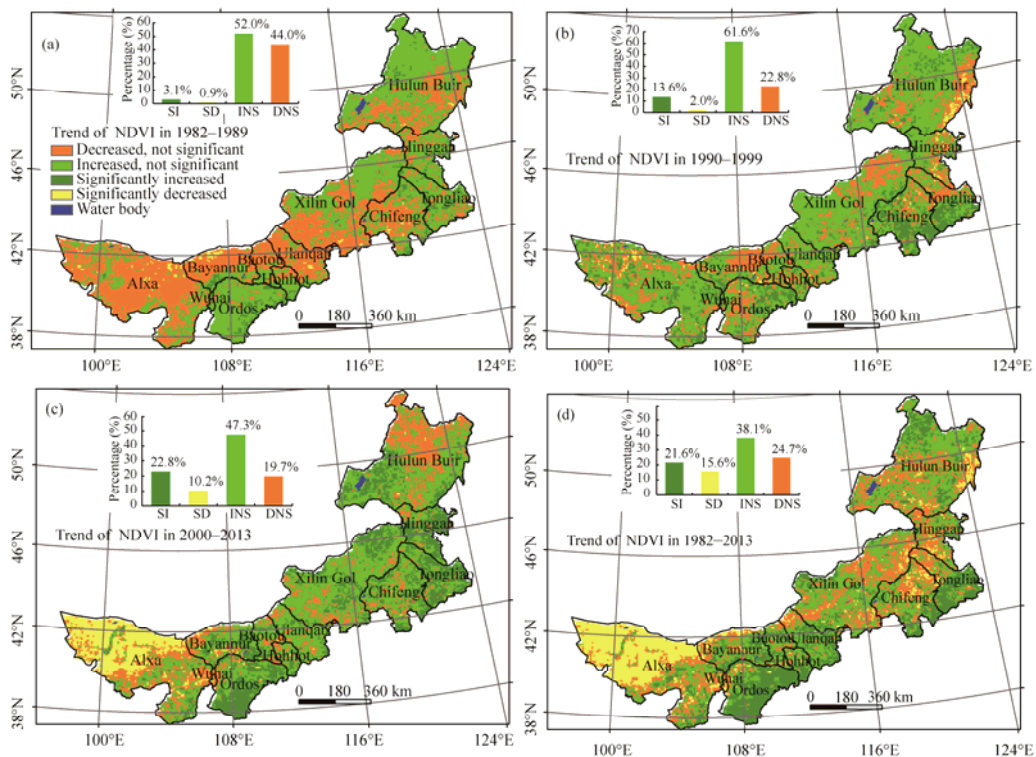 (a)
Percentage (%)
60
50
40
30
20
10
0
3.1%
0.9%
52.0%
44.0%
SI
SD
INS
DNS
Trend of NDVI in 1982–1989
Decreased, not significant
Increased, not significant
Significantly increased
Significantly decreased
Water body
Hulun Buir
Hinggan
Xilin Gol
Tongliao
Chifeng
Ulanqab
Baotou
Bayannur
Hohhot
Alxa
Wuhai
Ordos
0 180 360 km
50°N
46°N
42°N
38°N
100°E
108°E
116°E
124°E
(b)
Percentage (%)
70
60
50
40
30
20
10
0
13.6%
2.0%
61.6%
22.8%
SI
SD
INS
DNS
Trend of NDVI in 1990–1999
Hulun Buir
Hinggan
Xilin Gol
Tongliao
Chifeng
Ulanqab
Baotou
Bayannur
Hohhot
Alxa
Wuhai
Ordos
0 180 360 km
50°N
46°N
42°N
38°N
100°E
108°E
116°E
124°E
(c)
Percentage (%)
60
50
40
30
20
10
0
22.8%
10.2%
47.3%
19.7%
SI
SD
INS
DNS
Trend of NDVI in 2000–2013
Hulun Buir
Hinggan
Xilin Gol
Tongliao
Chifeng
Ulanqab
Baotou
Bayannur
Hohhot
Alxa
Wuhai
Ordos
0 180 360 km
50°N
46°N
42°N
38°N
100°E
108°E
116°E
124°E
(d)
Percentage (%)
50
40
30
20
10
0
21.6%
15.6%
38.1%
24.7%
SI
SD
INS
DNS
Trend of NDVI in 1982–2013
Hulun Buir
Hinggan
Xilin Gol
Tongliao
Chifeng
Ulanqab
Baotou
Bayannur
Hohhot
Alxa
Wuhai
Ordos
0 180 360 km
50°N
46°N
42°N
38°N
100°E
108°E
116°E
124°E